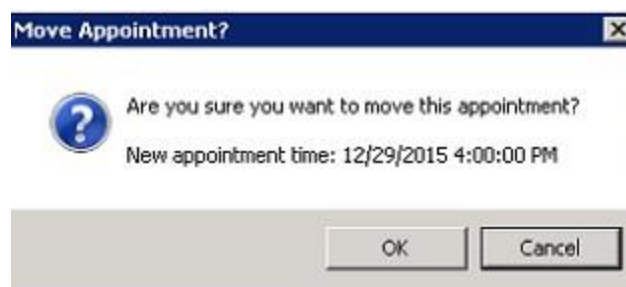 Move Appointment?
Are you sure you want to move this appointment?
New appointment time: 12/29/2015 4:00:00 PM
OK Cancel